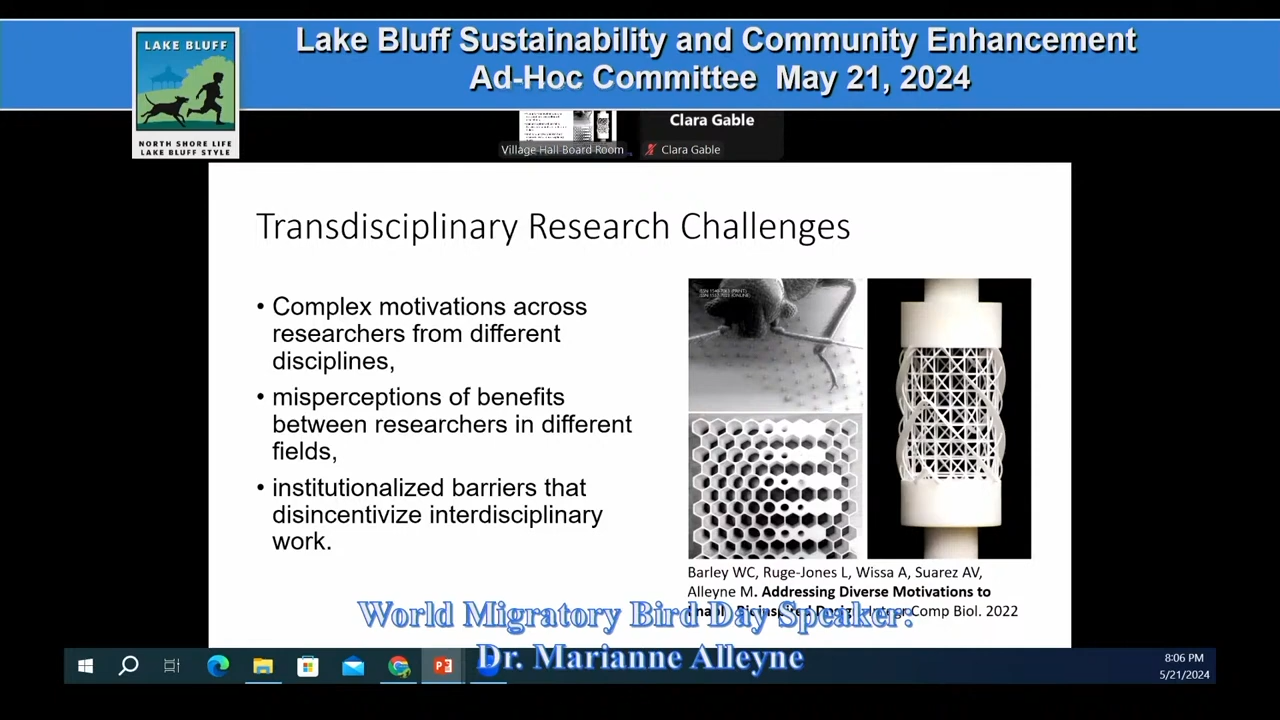 Lake Bluff Sustainability and Community Enhancement
Ad-Hoc Committee May 21, 2024
LAKE BLUFF
NORTH SHORE LIFE
LAKE BLUFF STYLE
Clara Gable
Village Hall Board Room
Clara Gable
Transdisciplinary Research Challenges
• Complex motivations across
researchers from different
disciplines,
• misperceptions of benefits
between researchers in different
fields,
• institutionalized barriers that
disincentivize interdisciplinary
work.
Barley WC, Ruge-Jones L, Wissa A, Suarez AV,
Alleyne M. Addressing Diverse Motivations to
Integr Comp Biol. 2022
World Migratory Bird Day Speaker:
Dr. Marianne Alleyne
8:06 PM
5/21/2024